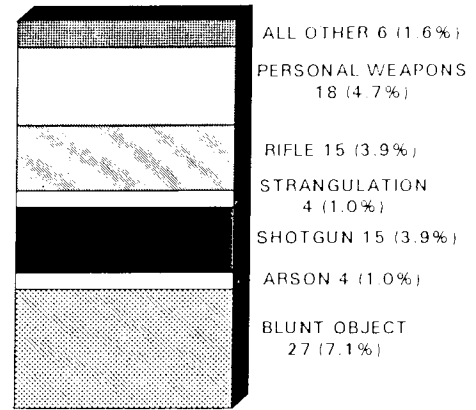 ALL OTHER 6 (1.6%)
PERSONAL WEAPONS
18 (4.7%)
RIFLE 15 (3.9%)
STRANGULATION
4 (1.0%)
SHOTGUN 15 (3.9%)
ARSON 4 (1.0%)
BLUNT OBJECT
27 (7.1%)